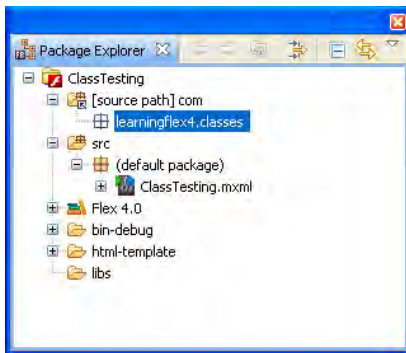 Package Explorer
ClassTesting
[source path] com
learningflex4.classes
src
(default package)
ClassTesting.mxml
Flex 4.0
bin-debug
html-template
libs